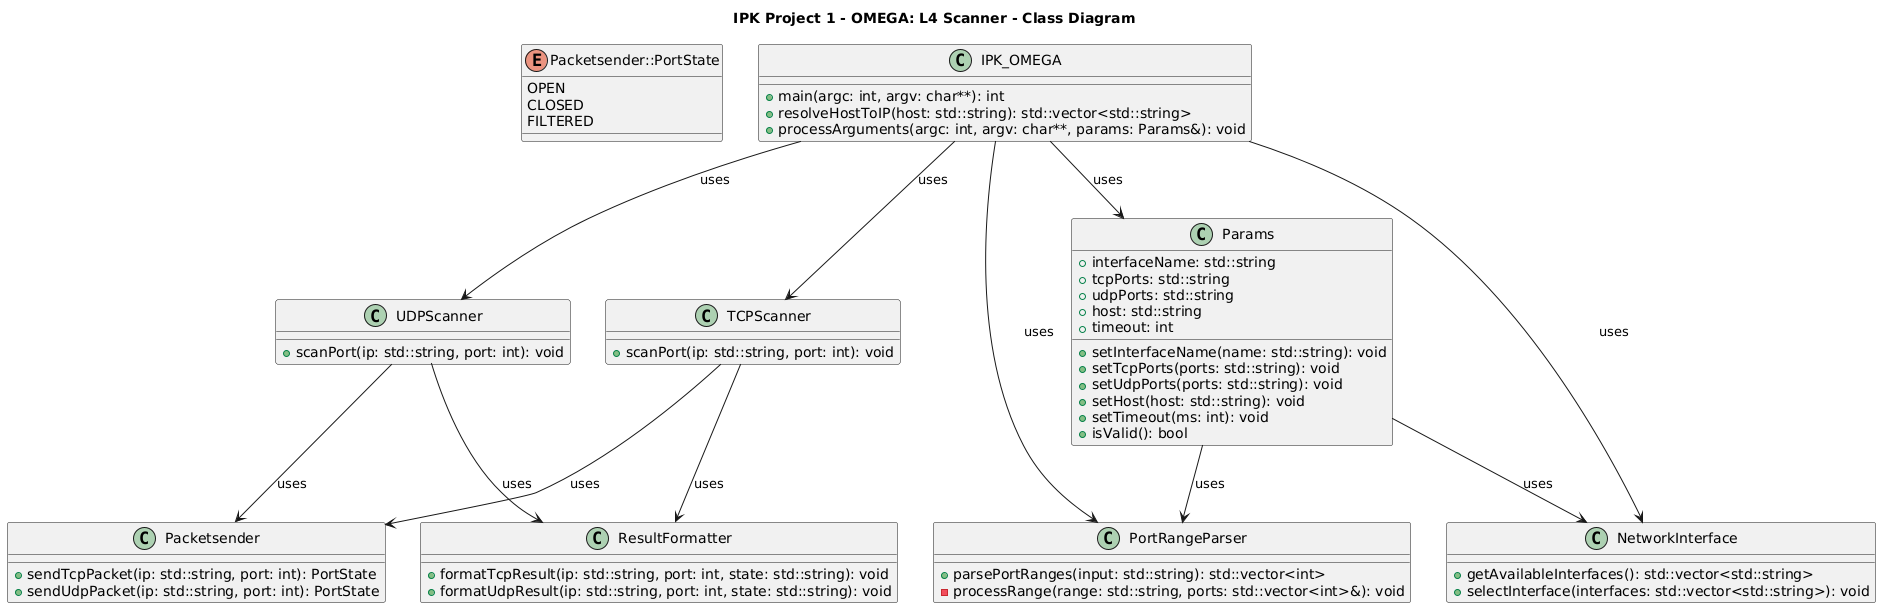 IPK Project 1 - OMEGA: L4 Scanner - Class Diagram
E Packetsender::PortState
OPEN
CLOSED
FILTERED
C IPK_OMEGA
main(argc: int, argv: char**): int
resolveHostToIP(host: std::string): std::vector<std::string>
processArguments(argc: int, argv: char**, params: Params&): void
uses
uses
uses
C Params
interfaceName: std::string
tcpPorts: std::string
udpPorts: std::string
host: std::string
timeout: int
setInterfaceName(name: std::string): void
setTcpPorts(ports: std::string): void
setUdpPorts(ports: std::string): void
setHost(host: std::string): void
setTimeout(ms: int): void
isValid(): bool
C UDPScanner
scanPort(ip: std::string, port: int): void
C TCPScanner
scanPort(ip: std::string, port: int): void
uses
uses
uses
uses
uses
uses
uses
uses
C Packetsender
sendTcpPacket(ip: std::string, port: int): PortState
sendUdpPacket(ip: std::string, port: int): PortState
C ResultFormatter
formatTcpResult(ip: std::string, port: int, state: std::string): void
formatUdpResult(ip: std::string, port: int, state: std::string): void
C PortRangeParser
parsePortRanges(input: std::string): std::vector<int>
processRange(range: std::string, ports: std::vector<int>&): void
C NetworkInterface
getAvailableInterfaces(): std::vector<std::string>
selectInterface(interfaces: std::vector<std::string>): void